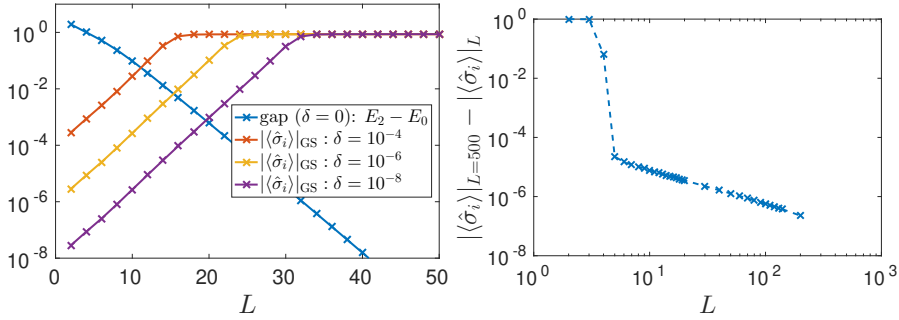 10^0
10^-2
10^-4
10^-6
10^-8
0 10 20 30 40 50
L
gap (δ = 0): E_2 − E_0
|⟨σ̂_i⟩|_GS : δ = 10^-4
|⟨σ̂_i⟩|_GS : δ = 10^-6
|⟨σ̂_i⟩|_GS : δ = 10^-8
|⟨σ̂_i⟩|_{L=500} − |⟨σ̂_i⟩|_L
10^0
10^-2
10^-4
10^-6
10^-8
10^0 10^1 10^2 10^3
L